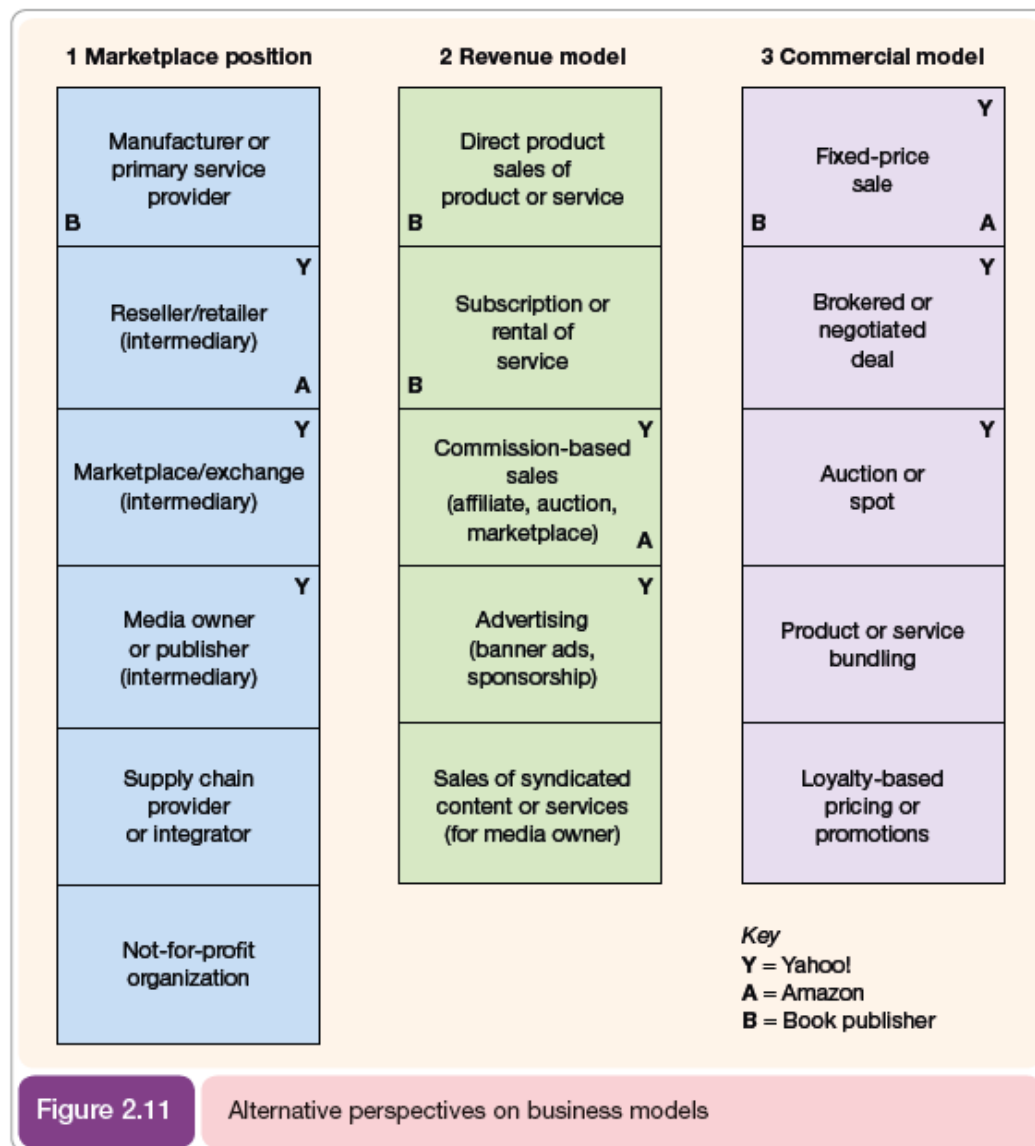 1 Marketplace position
Manufacturer or
primary service
provider
B
Y
Reseller/retailer
(intermediary)
A
Y
Marketplace/exchange
(intermediary)
Y
Media owner
or publisher
(intermediary)
Supply chain
provider
or integrator
Not-for-profit
organization
2 Revenue model
Direct product
sales of
product or service
B
Subscription or
rental of
service
B
Y
Commission-based
sales
(affiliate, auction,
marketplace)
A
Y
Advertising
(banner ads,
sponsorship)
Sales of syndicated
content or services
(for media owner)
3 Commercial model
Y
Fixed-price
sale
B A
Y
Brokered or
negotiated
deal
Y
Auction or
spot
Product or service
bundling
Loyalty-based
pricing or
promotions
Key
Y = Yahoo!
A = Amazon
B = Book publisher
Figure 2.11 Alternative perspectives on business models